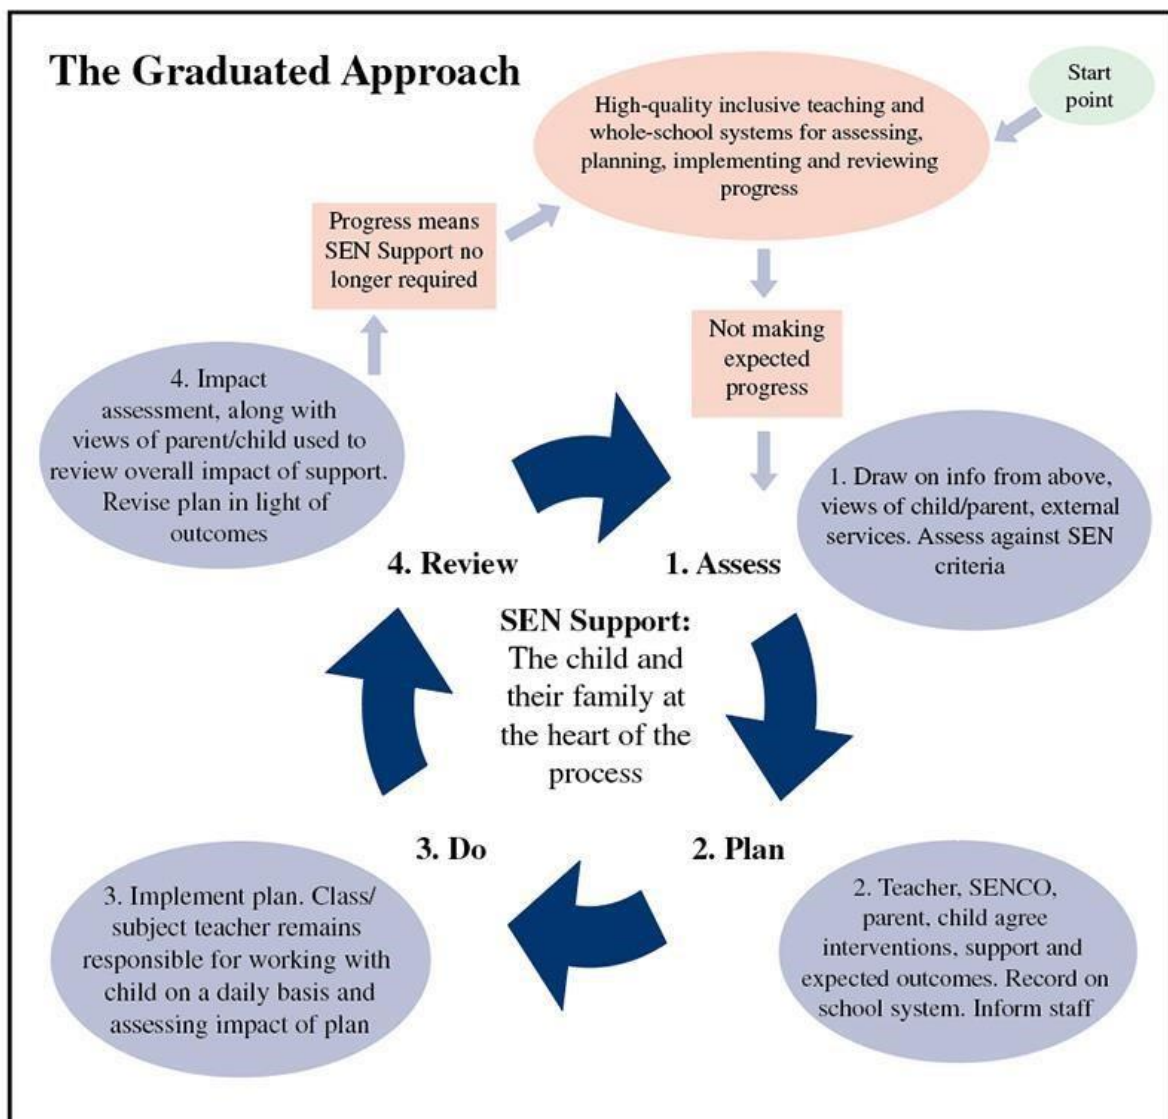 The Graduated Approach
Start
point
High-quality inclusive teaching and
whole-school systems for assessing,
planning, implementing and reviewing
progress
Progress means
SEN Support no
longer required
Not making
expected
progress
4. Impact
assessment, along with
views of parent/child used to
review overall impact of support.
Revise plan in light of
outcomes
1. Draw on info from above,
views of child/parent, external
services. Assess against SEN
criteria
4. Review
1. Assess
SEN Support:
The child and
their family at
the heart of the
process
3. Do
2. Plan
3. Implement plan. Class/
subject teacher remains
responsible for working with
child on a daily basis and
assessing impact of plan
2. Teacher, SENCO,
parent, child agree
interventions, support and
expected outcomes. Record on
school system. Inform staff